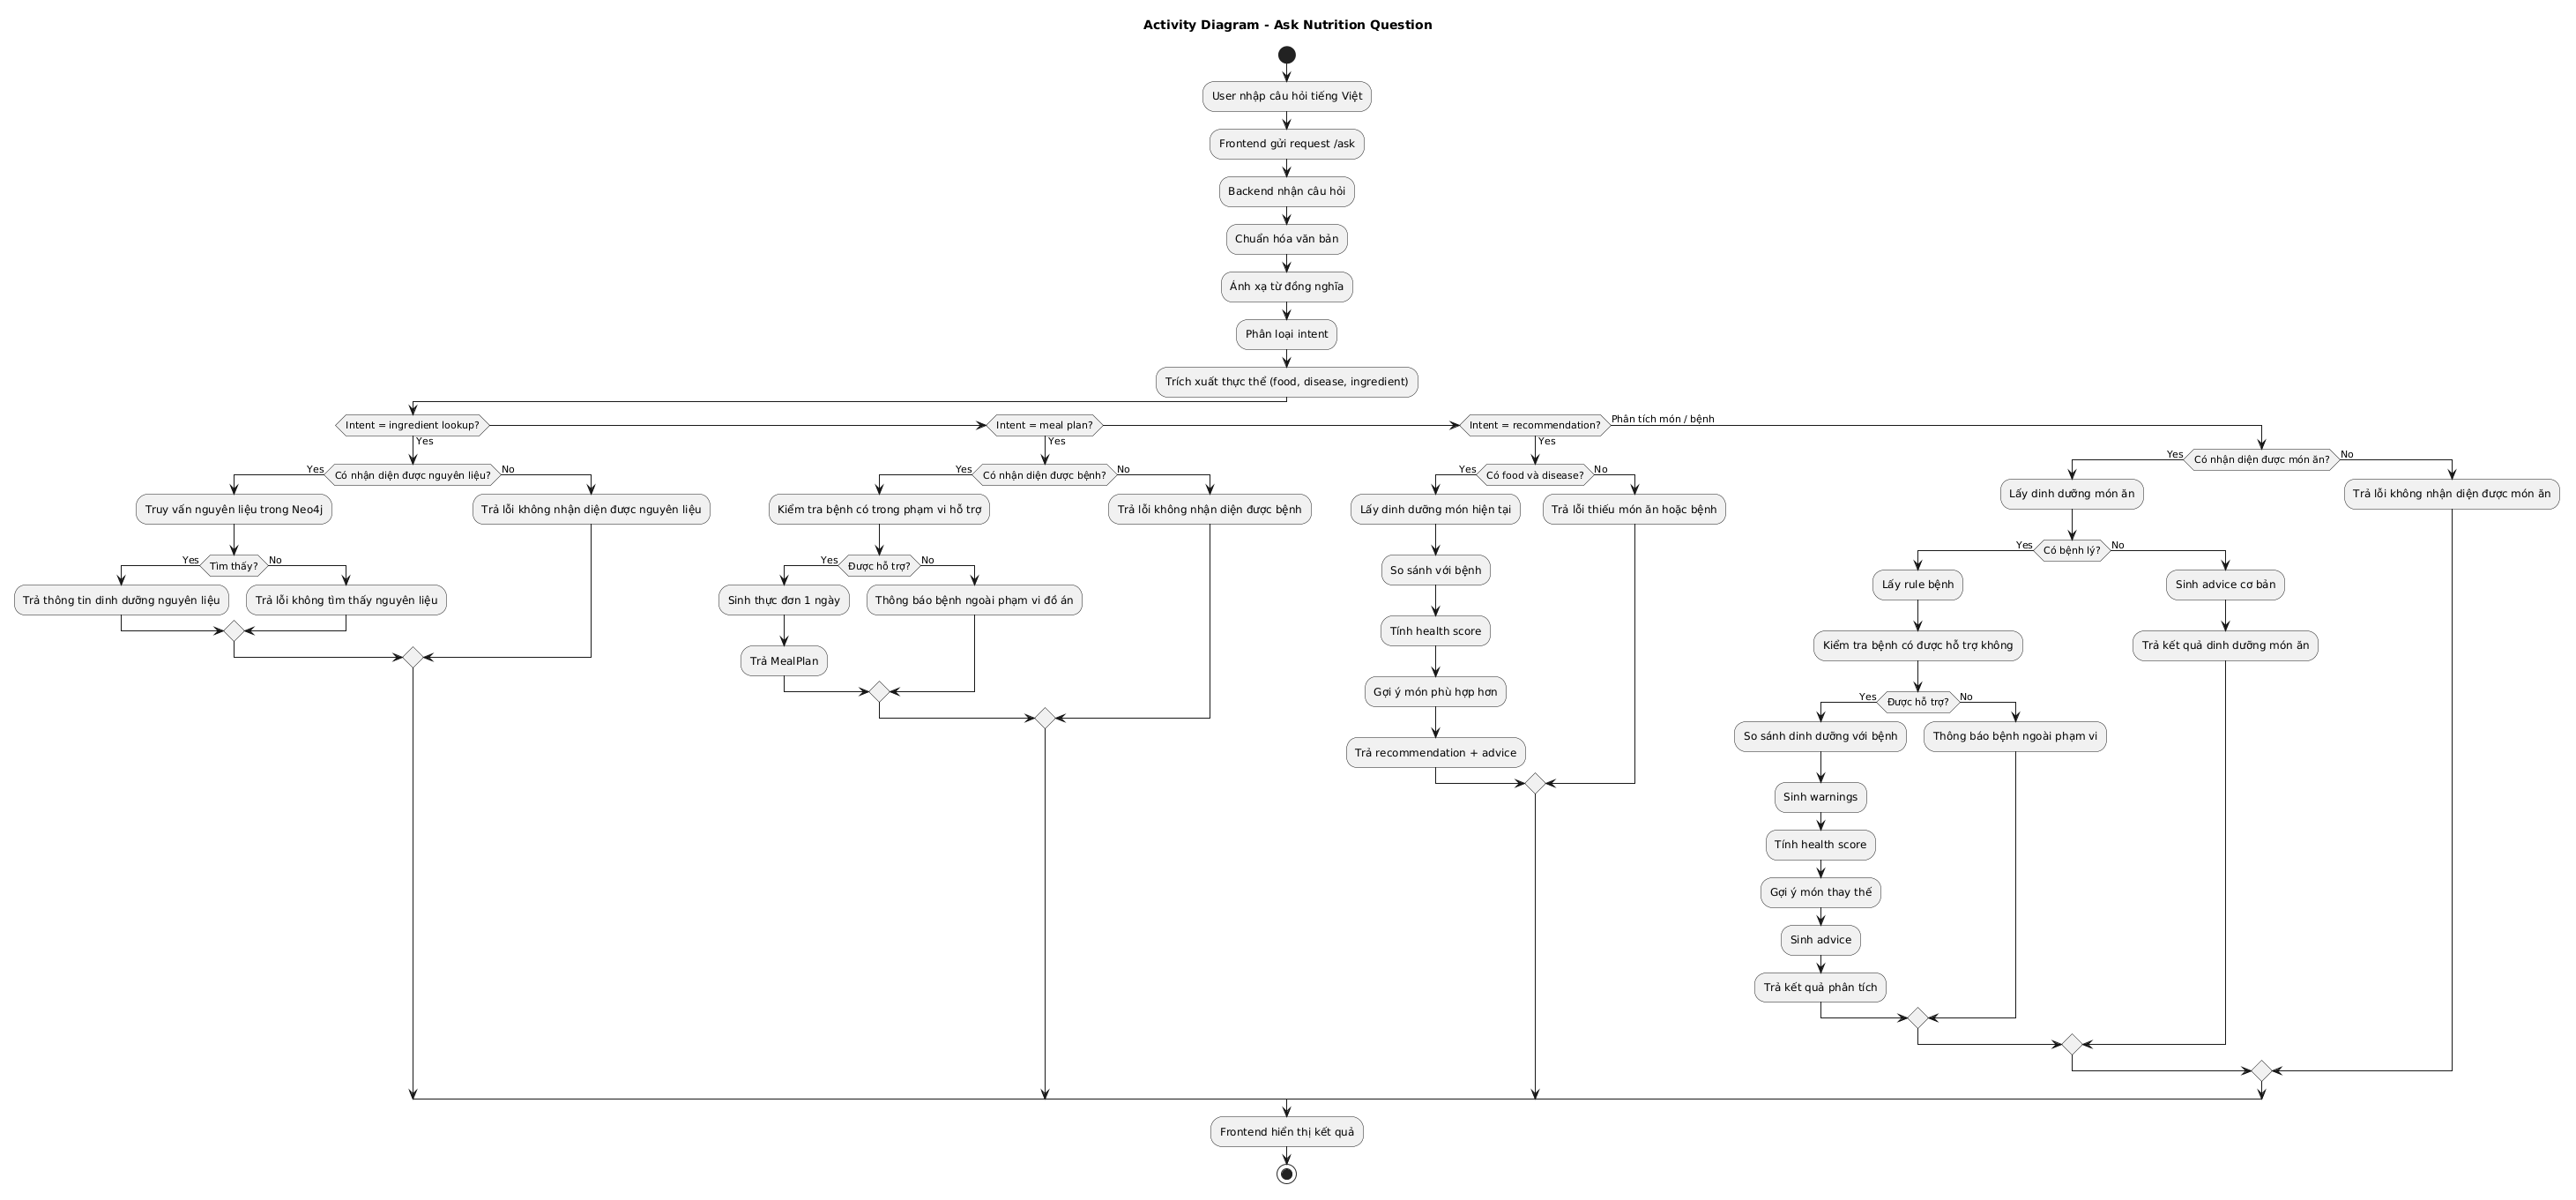 Activity Diagram - Ask Nutrition Question
User nhập câu hỏi tiếng Việt
Frontend gửi request /ask
Backend nhận câu hỏi
Chuẩn hóa văn bản
Ánh xạ từ đồng nghĩa
Phân loại intent
Trích xuất thực thể (food, disease, ingredient)
Intent = ingredient lookup?
Yes
Có nhận diện được nguyên liệu?
Yes
No
Truy vấn nguyên liệu trong Neo4j
Trả lỗi không nhận diện được nguyên liệu
Tìm thấy?
Yes
No
Trả thông tin dinh dưỡng nguyên liệu
Trả lỗi không tìm thấy nguyên liệu
Intent = meal plan?
Yes
Có nhận diện được bệnh?
Yes
No
Kiểm tra bệnh có trong phạm vi hỗ trợ
Trả lỗi không nhận diện được bệnh
Được hỗ trợ?
Yes
No
Sinh thực đơn 1 ngày
Thông báo bệnh ngoài phạm vi đồ án
Trả MealPlan
Intent = recommendation?
Yes
Có food và disease?
Yes
No
Lấy dinh dưỡng món hiện tại
Trả lỗi thiếu món ăn hoặc bệnh
So sánh với bệnh
Tính health score
Gợi ý món phù hợp hơn
Trả recommendation + advice
Phân tích món / bệnh
Có nhận diện được món ăn?
Yes
No
Lấy dinh dưỡng món ăn
Trả lỗi không nhận diện được món ăn
Có bệnh lý?
Yes
No
Lấy rule bệnh
Sinh advice cơ bản
Kiểm tra bệnh có được hỗ trợ không
Trả kết quả dinh dưỡng món ăn
Được hỗ trợ?
Yes
No
So sánh dinh dưỡng với bệnh
Thông báo bệnh ngoài phạm vi
Sinh warnings
Tính health score
Gợi ý món thay thế
Sinh advice
Trả kết quả phân tích
Frontend hiển thị kết quả